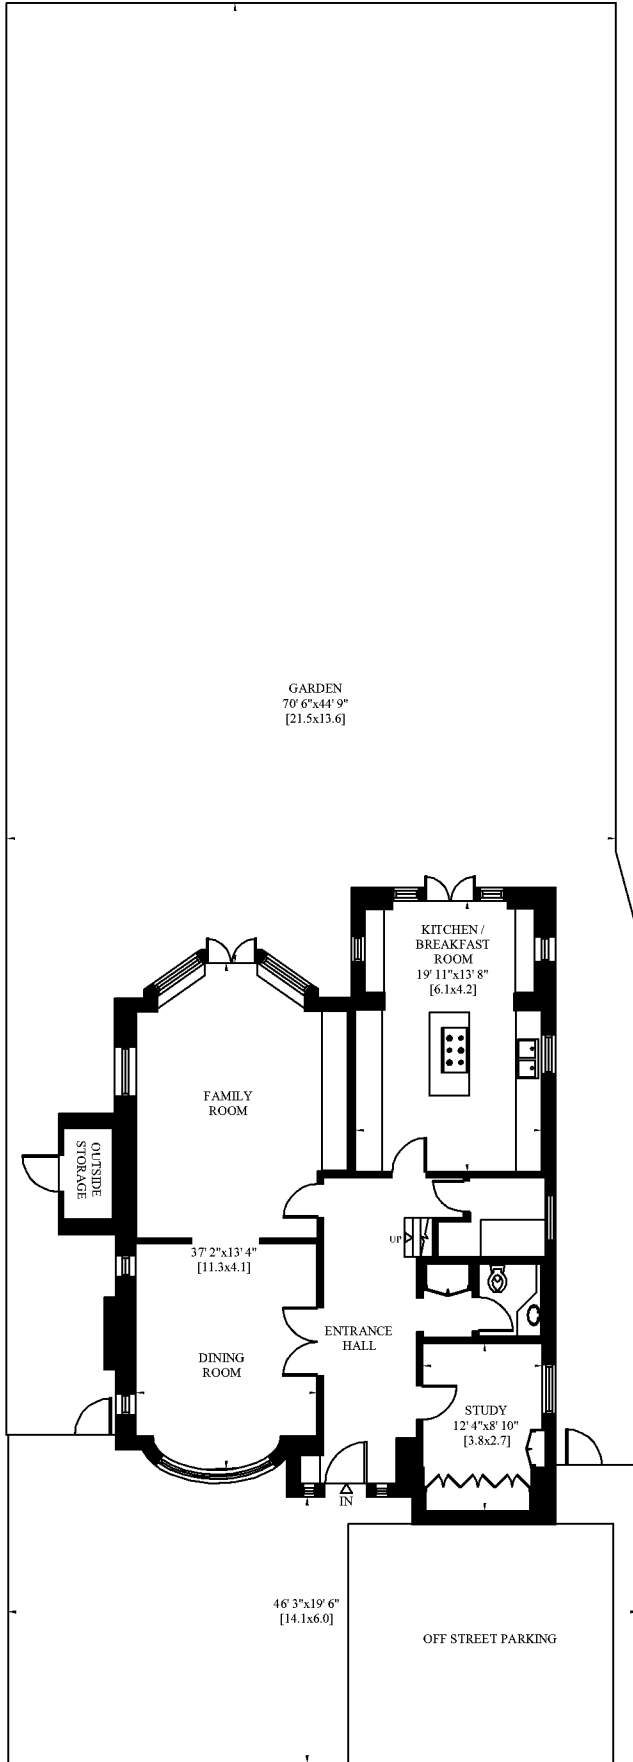 GARDEN
70' 6"x44' 9"
[21.5x13.6]
KITCHEN /
BREAKFAST
ROOM
19' 11"x13' 8"
[6.1x4.2]
FAMILY
ROOM
OUTSIDE
STORAGE
UP
37' 2"x13' 4"
[11.3x4.1]
ENTRANCE
HALL
DINING
ROOM
STUDY
12' 4"x8' 10"
[3.8x2.7]
IN
46' 3"x19' 6"
[14.1x6.0]
OFF STREET PARKING